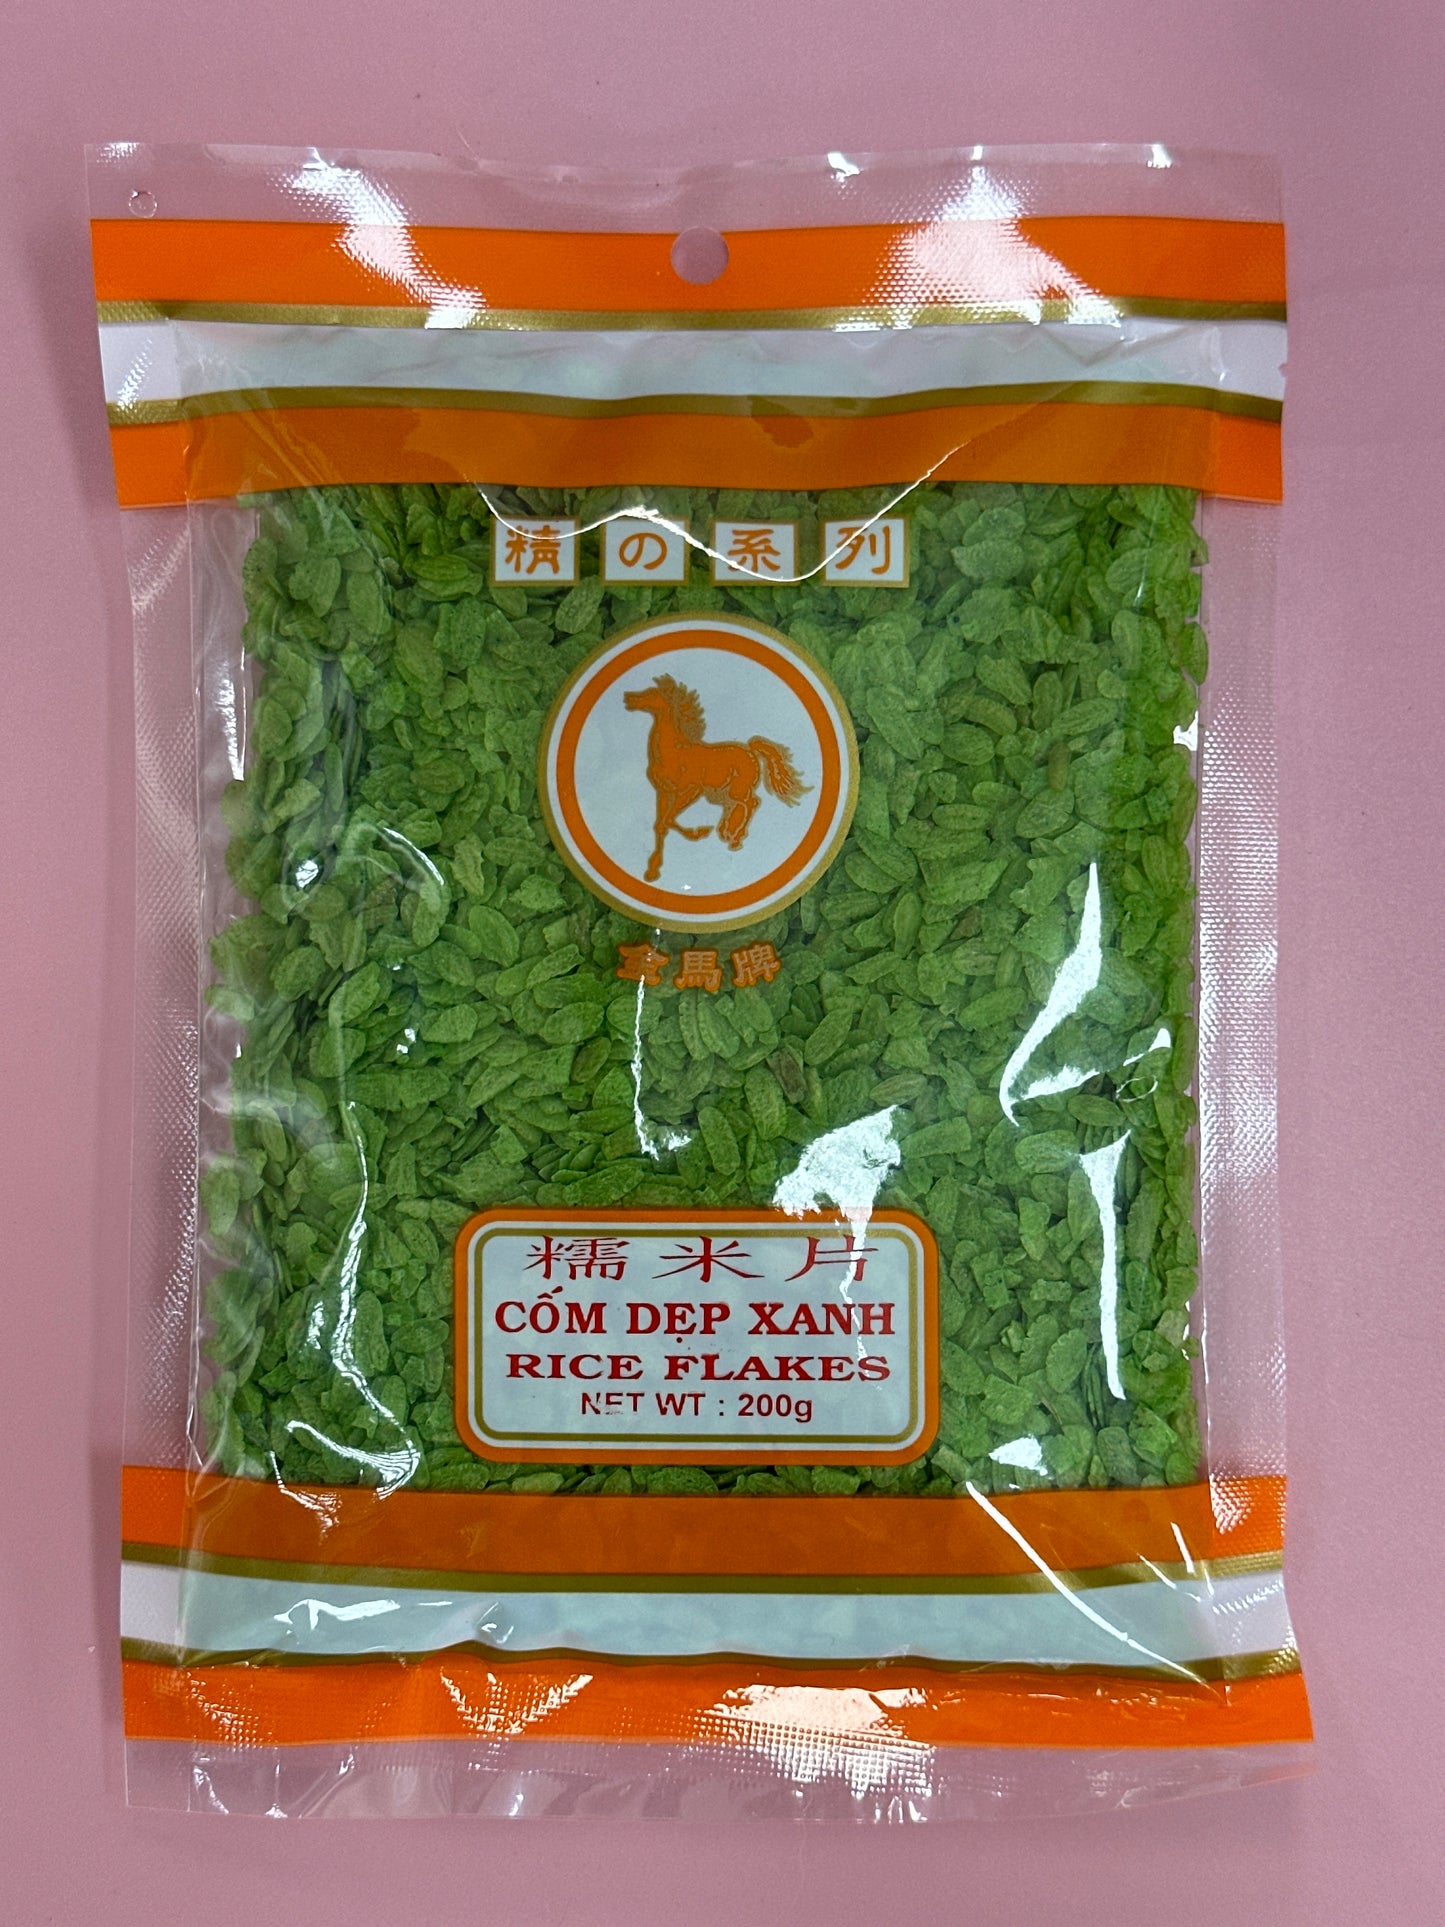 精の系列
金馬牌
糯米片
CỐM DẸP XANH
RICE FLAKES
NET WT : 200g